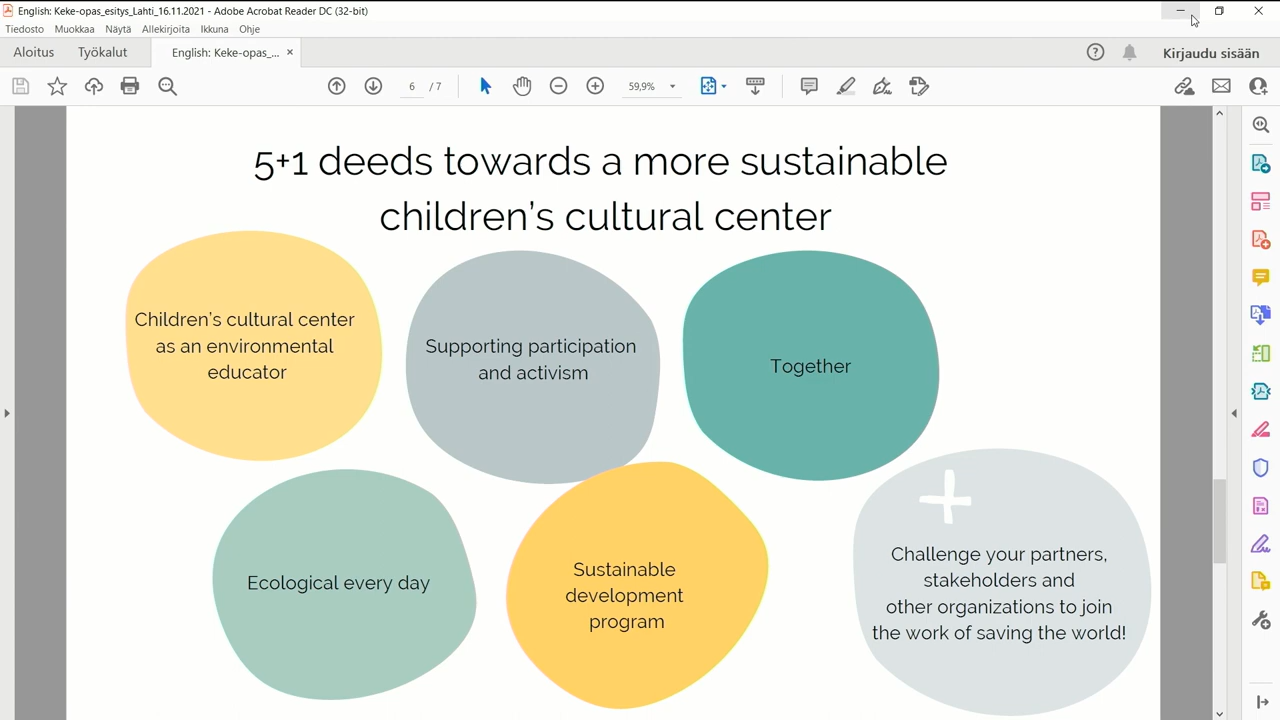 English: Keke-opas_esitys_Lahti_16.11.2021 - Adobe Acrobat Reader DC (32-bit)
Tiedosto Muokkaa Näytä Allekirjoita Ikkuna Ohje
Aloitus Työkalut English: Keke-opas_... × Kirjaudu sisään
6 / 7 59,9%
5+1 deeds towards a more sustainable
children’s cultural center
Children’s cultural center
as an environmental
educator
Supporting participation
and activism
Together
Ecological every day
Sustainable
development
program
Challenge your partners,
stakeholders and
other organizations to join
the work of saving the world!